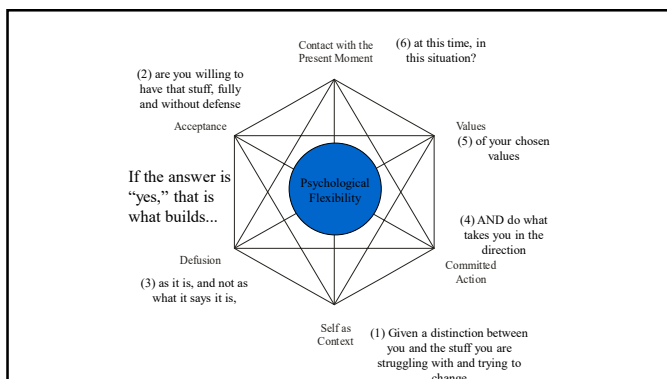 Contact with the
Present Moment
(6) at this time, in
this situation?
(2) are you willing to
have that stuff, fully
and without defense
Acceptance
Values
(5) of your chosen
values
If the answer is
“yes,” that is
what builds...
Psychological
Flexibility
(4) AND do what
takes you in the
direction
Defusion
Committed
Action
(3) as it is, and not as
what it says it is,
Self as
Context
(1) Given a distinction between
you and the stuff you are
struggling with and trying to
change